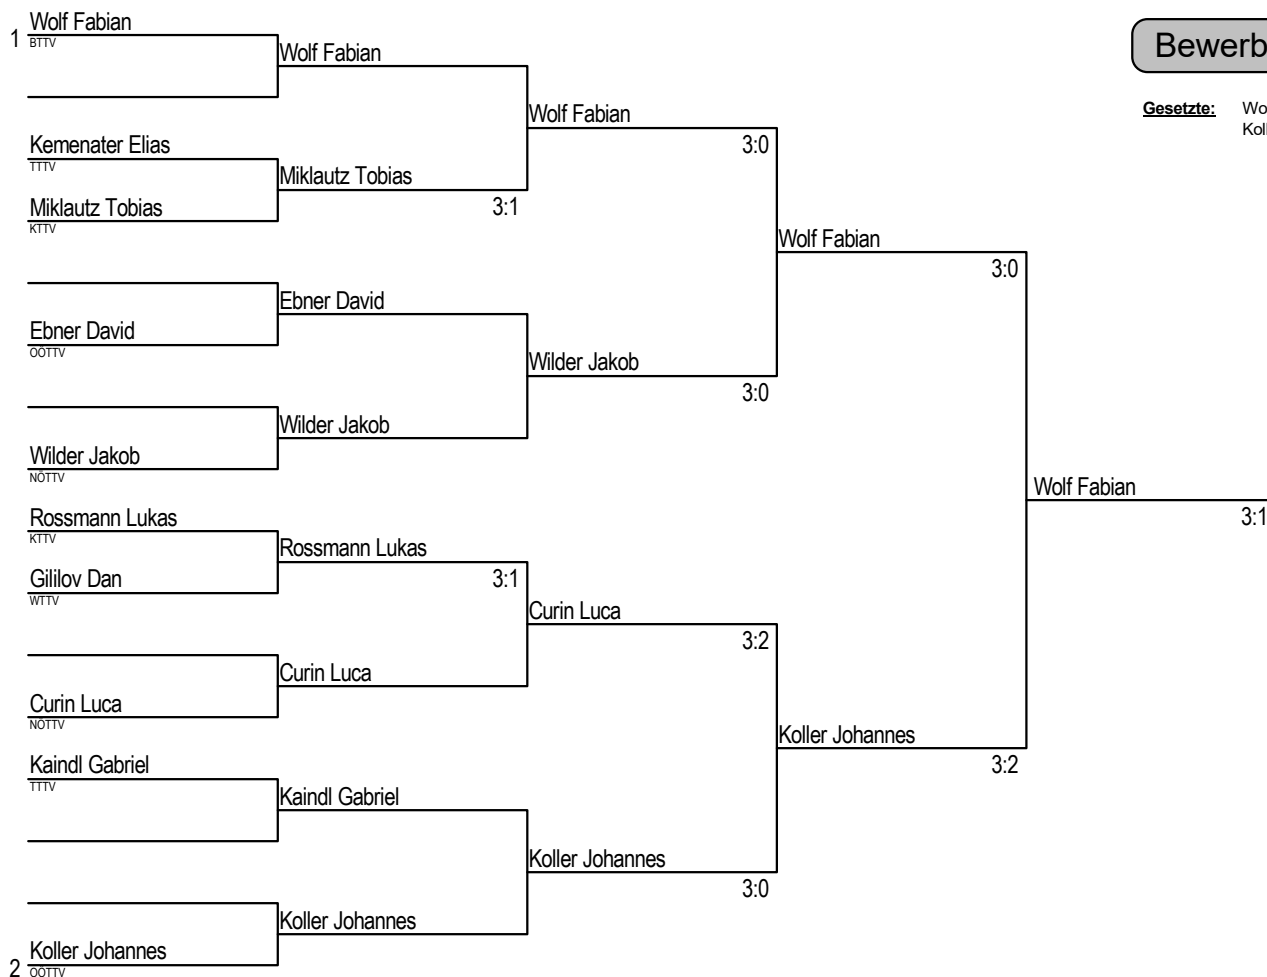 Wolf Fabian
1
BTTV
Wolf Fabian
Wolf Fabian
3:0
Kemenater Elias
TTTV
Miklautz Tobias
3:1
Miklautz Tobias
KTTV
Wolf Fabian
3:0
Ebner David
Ebner David
OÖTTV
Wilder Jakob
3:0
Wilder Jakob
Wilder Jakob
NÖTTV
Wolf Fabian
3:1
Rossmann Lukas
KTTV
Rossmann Lukas
3:1
Gililov Dan
WTTV
Curin Luca
3:2
Curin Luca
Curin Luca
NÖTTV
Koller Johannes
3:2
Kaindl Gabriel
TTTV
Kaindl Gabriel
Koller Johannes
3:0
Koller Johannes
Koller Johannes
2
OÖTTV
Bewerb
Gesetzte: Wo
Koll